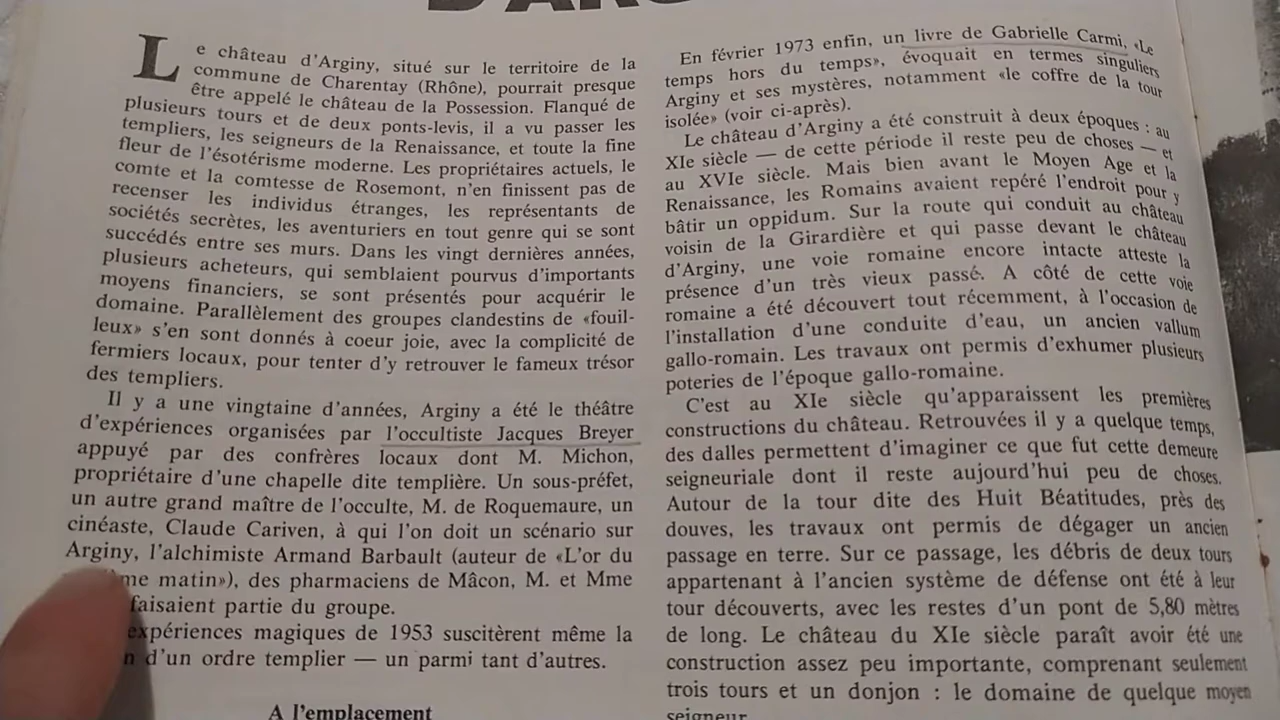 L
e château d'Arginy, situé sur le territoire de la
commune de Charentay (Rhône), pourrait presque
être appelé le château de la Possession. Flanqué de
plusieurs tours et de deux ponts-levis, il a vu passer les
templiers, les seigneurs de la Renaissance, et toute la fine
fleur de l'ésotérisme moderne. Les propriétaires actuels, le
comte et la comtesse de Rosemont, n'en finissent pas de
recenser les individus étranges, les représentants de
sociétés secrètes, les aventuriers en tout genre qui se sont
succédés entre ses murs. Dans les vingt dernières années,
plusieurs acheteurs, qui semblaient pourvus d'importants
moyens financiers, se sont présentés pour acquérir le
domaine. Parallèlement des groupes clandestins de «fouil-
leux» s'en sont donnés à coeur joie, avec la complicité de
fermiers locaux, pour tenter d'y retrouver le fameux trésor
des templiers.
Il y a une vingtaine d'années, Arginy a été le théâtre
d'expériences organisées par l'occultiste Jacques Breyer
appuyé par des confrères locaux dont M. Michon,
propriétaire d'une chapelle dite templière. Un sous-préfet,
un autre grand maître de l'occulte, M. de Roquemaure, un
cinéaste, Claude Cariven, à qui l'on doit un scénario sur
Arginy, l'alchimiste Armand Barbault (auteur de «L'or du
me matin»), des pharmaciens de Mâcon, M. et Mme
faisaient partie du groupe.
expériences magiques de 1953 suscitèrent même la
n d'un ordre templier — un parmi tant d'autres.
A l'emplacement
En février 1973 enfin, un livre de Gabrielle Carmi, «Le
temps hors du temps», évoquait en termes singuliers
Arginy et ses mystères, notamment «le coffre de la tour
isolée» (voir ci-après).
Le château d'Arginy a été construit à deux époques : au
XIe siècle — de cette période il reste peu de choses — et
au XVIe siècle. Mais bien avant le Moyen Age et la
Renaissance, les Romains avaient repéré l'endroit pour y
bâtir un oppidum. Sur la route qui conduit au château
voisin de la Girardière et qui passe devant le château
d'Arginy, une voie romaine encore intacte atteste la
présence d'un très vieux passé. A côté de cette voie
romaine a été découvert tout récemment, à l'occasion de
l'installation d'une conduite d'eau, un ancien vallum
gallo-romain. Les travaux ont permis d'exhumer plusieurs
poteries de l'époque gallo-romaine.
C'est au XIe siècle qu'apparaissent les premières
constructions du château. Retrouvées il y a quelque temps,
des dalles permettent d'imaginer ce que fut cette demeure
seigneuriale dont il reste aujourd'hui peu de choses.
Autour de la tour dite des Huit Béatitudes, près des
douves, les travaux ont permis de dégager un ancien
passage en terre. Sur ce passage, les débris de deux tours
appartenant à l'ancien système de défense ont été à leur
tour découverts, avec les restes d'un pont de 5,80 mètres
de long. Le château du XIe siècle paraît avoir été une
construction assez peu importante, comprenant seulement
trois tours et un donjon : le domaine de quelque moyen
seigneur